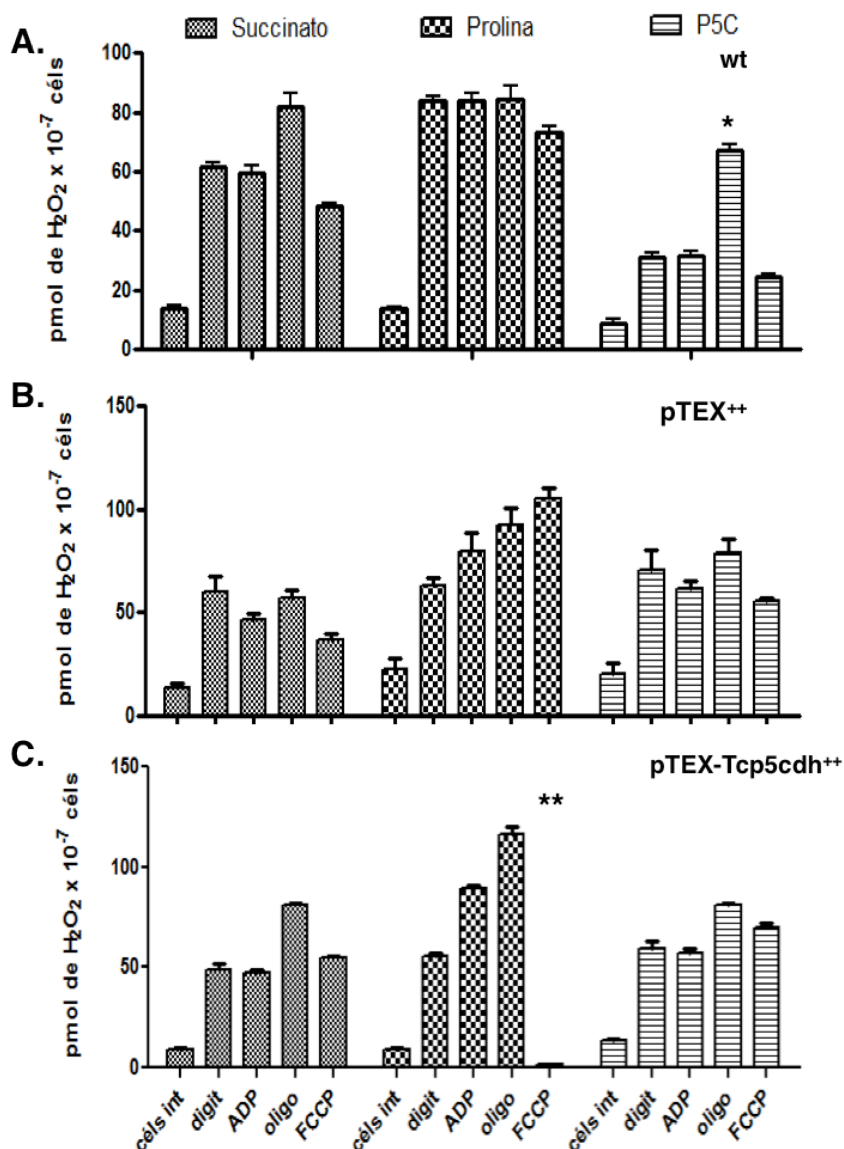 Succinato Prolina P5C
A. wt
pmol de H₂O₂ x 10⁻⁷ céls
100
80
60
40
20
0
*
B. pTEX⁺⁺
pmol de H₂O₂ x 10⁻⁷ céls
150
100
50
0
C. pTEX-Tcp5cdh⁺⁺
pmol de H₂O₂ x 10⁻⁷ céls
150
100
50
0
**
céls int digit ADP oligo FCCP céls int digit ADP oligo FCCP céls int digit ADP oligo FCCP